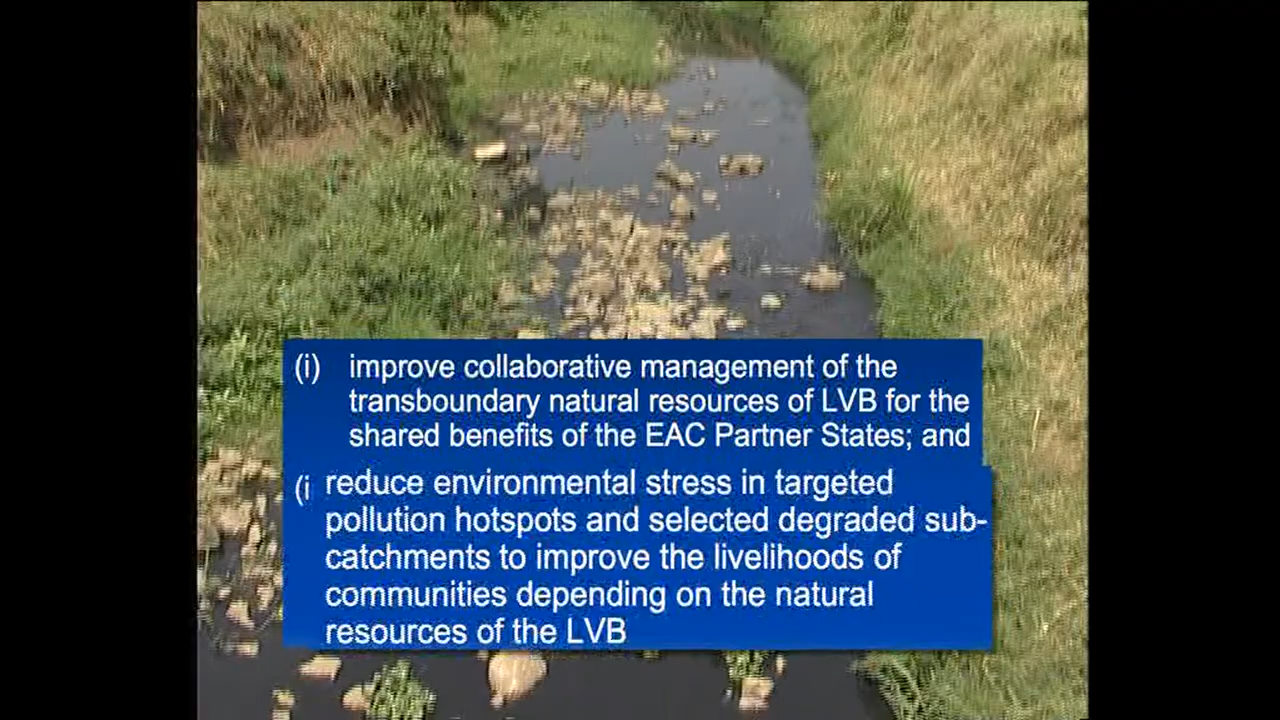 (i) improve collaborative management of the
transboundary natural resources of LVB for the
shared benefits of the EAC Partner States; and
(i reduce environmental stress in targeted
pollution hotspots and selected degraded sub-
catchments to improve the livelihoods of
communities depending on the natural
resources of the LVB